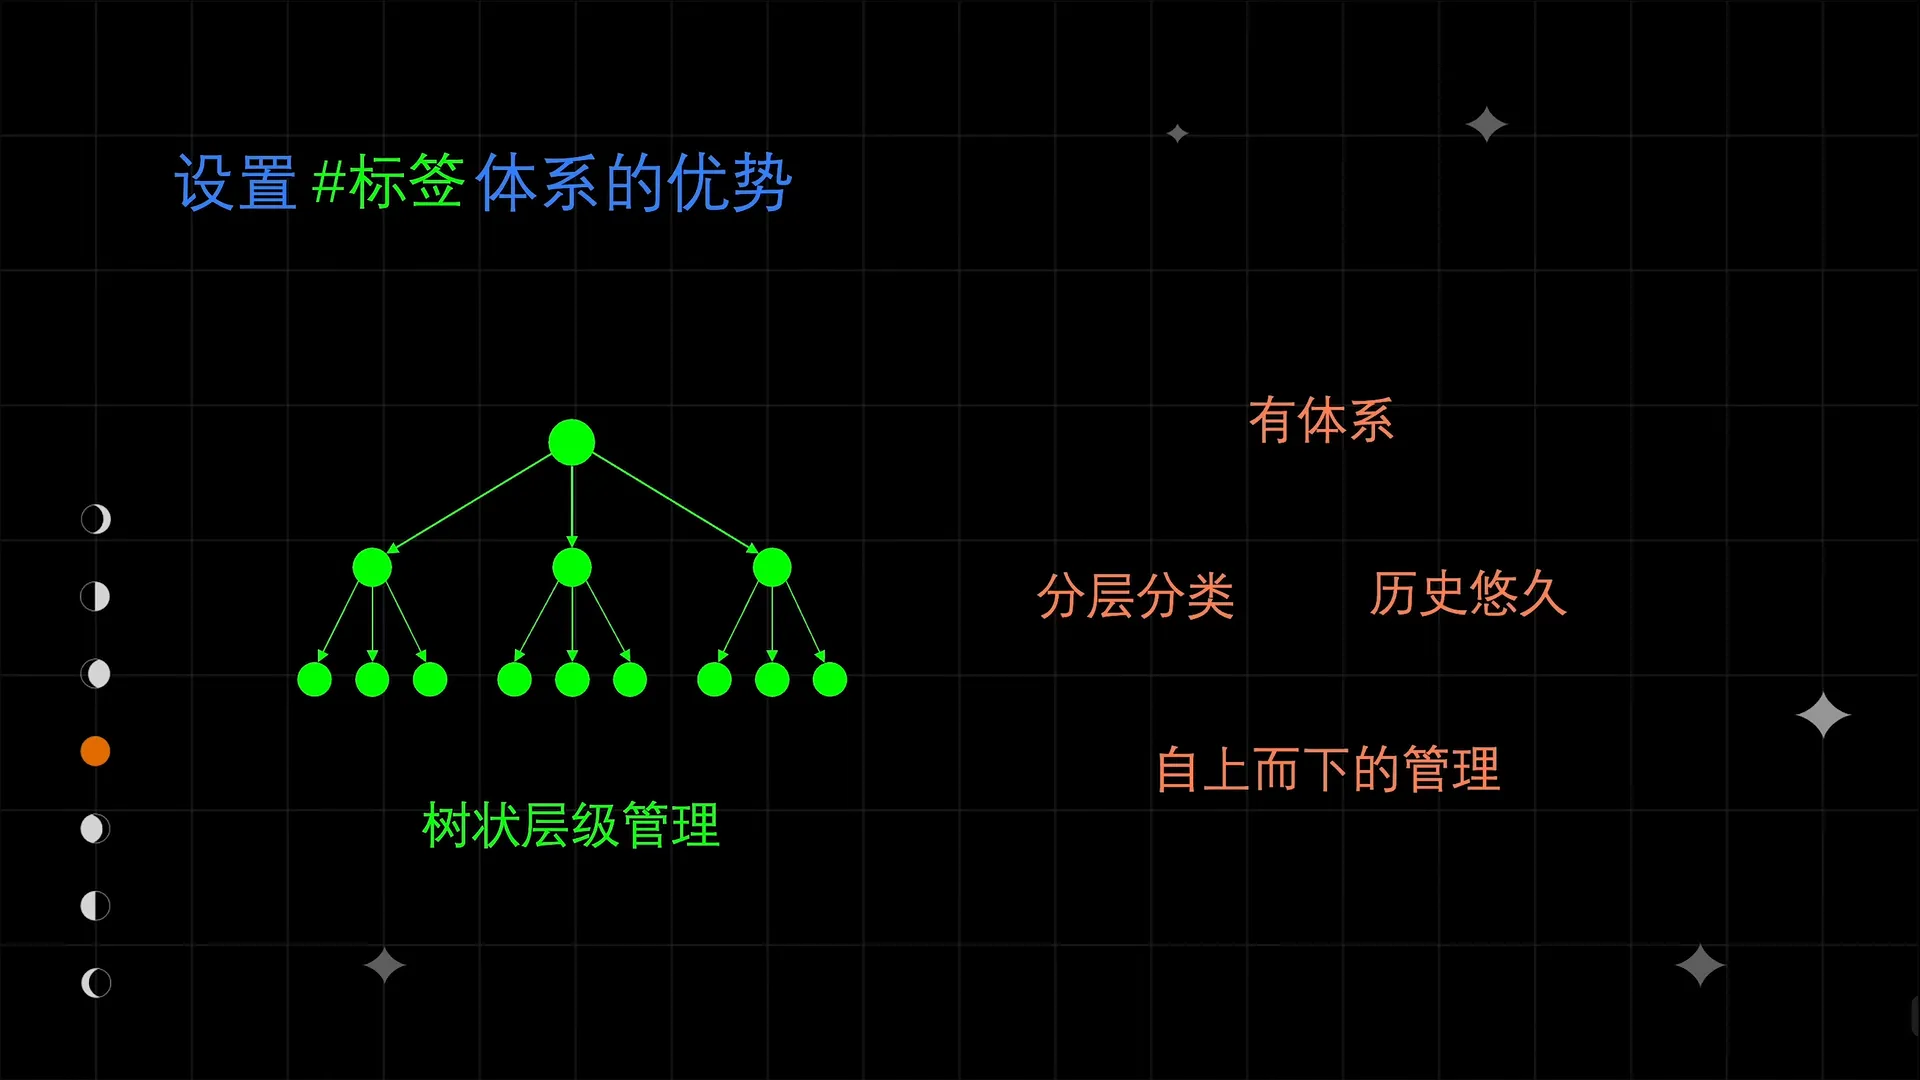 设置 #标签 体系的优势
有体系
分层分类
历史悠久
自上而下的管理
树状层级管理